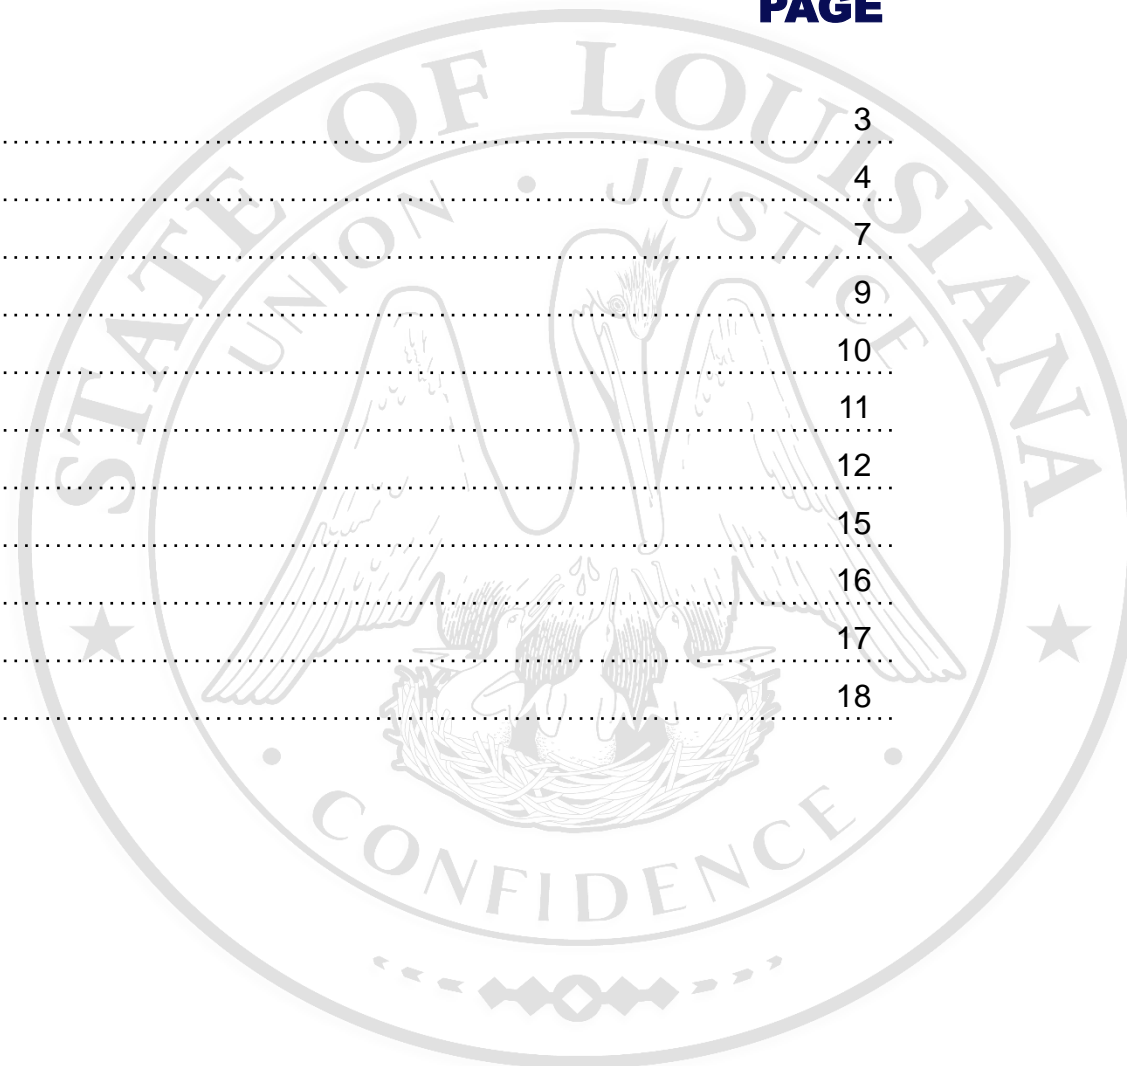 PAGE
STATE OF LOUISIANA
UNION • JUSTICE
3
4
7
9
10
11
12
15
16
17
18
CONFIDENCE